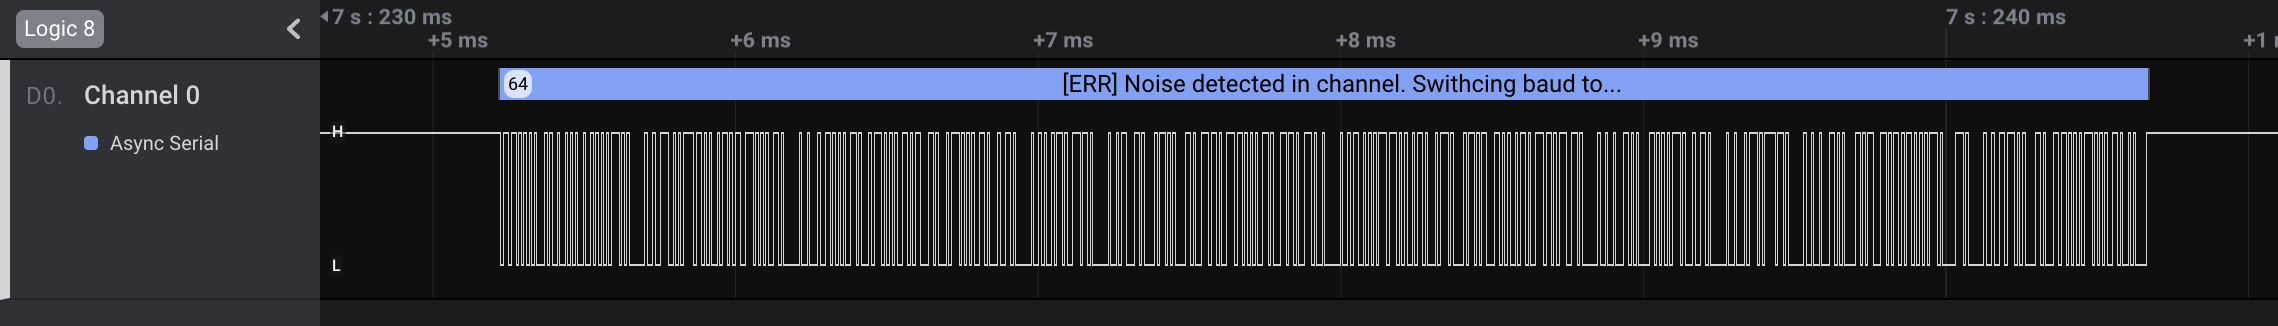 Logic 8
7 s : 230 ms
7 s : 240 ms
+5 ms
+6 ms
+7 ms
+8 ms
+9 ms
+1
D0. Channel 0
64
[ERR] Noise detected in channel. Swithcing baud to...
H
Async Serial
L